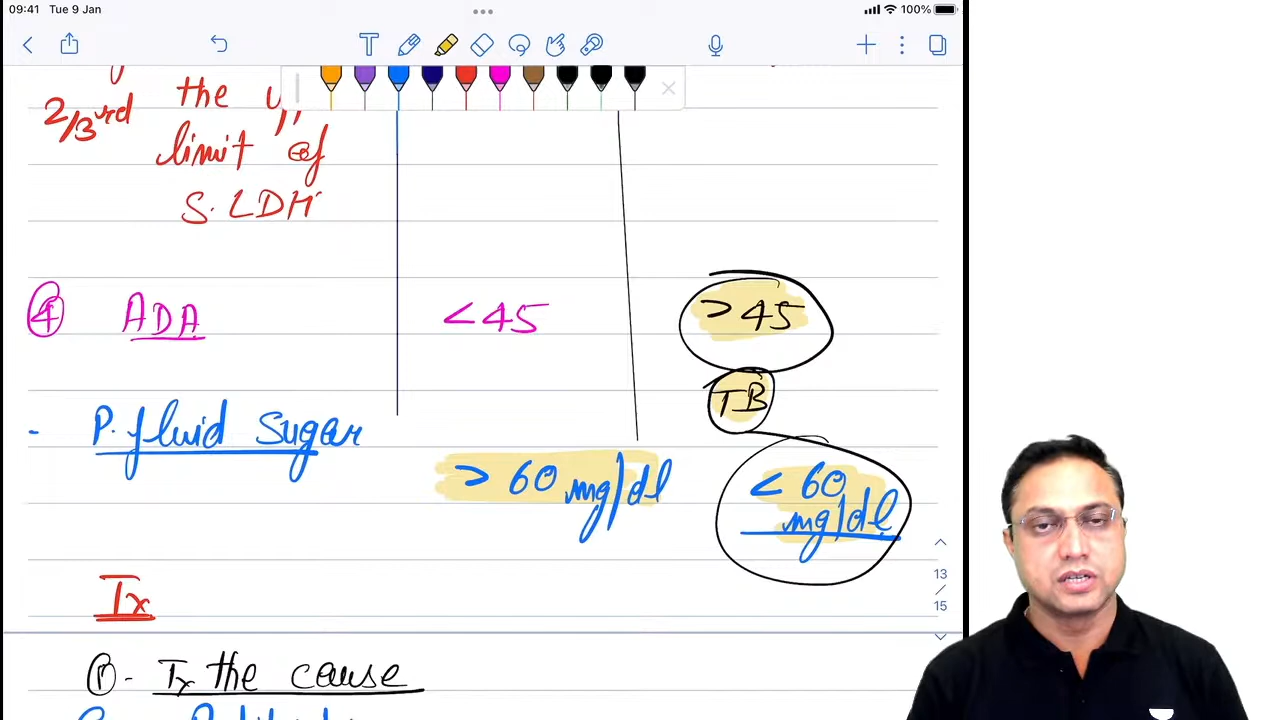 09:41 Tue 9 Jan
100%
T
the
2/3rd
limit of
S. LDH
④ ADA <45 >45
TB
- P. fluid Sugar
> 60 mg/dl < 60
mg/dl
13
/
15
Tx
①- Tx the cause